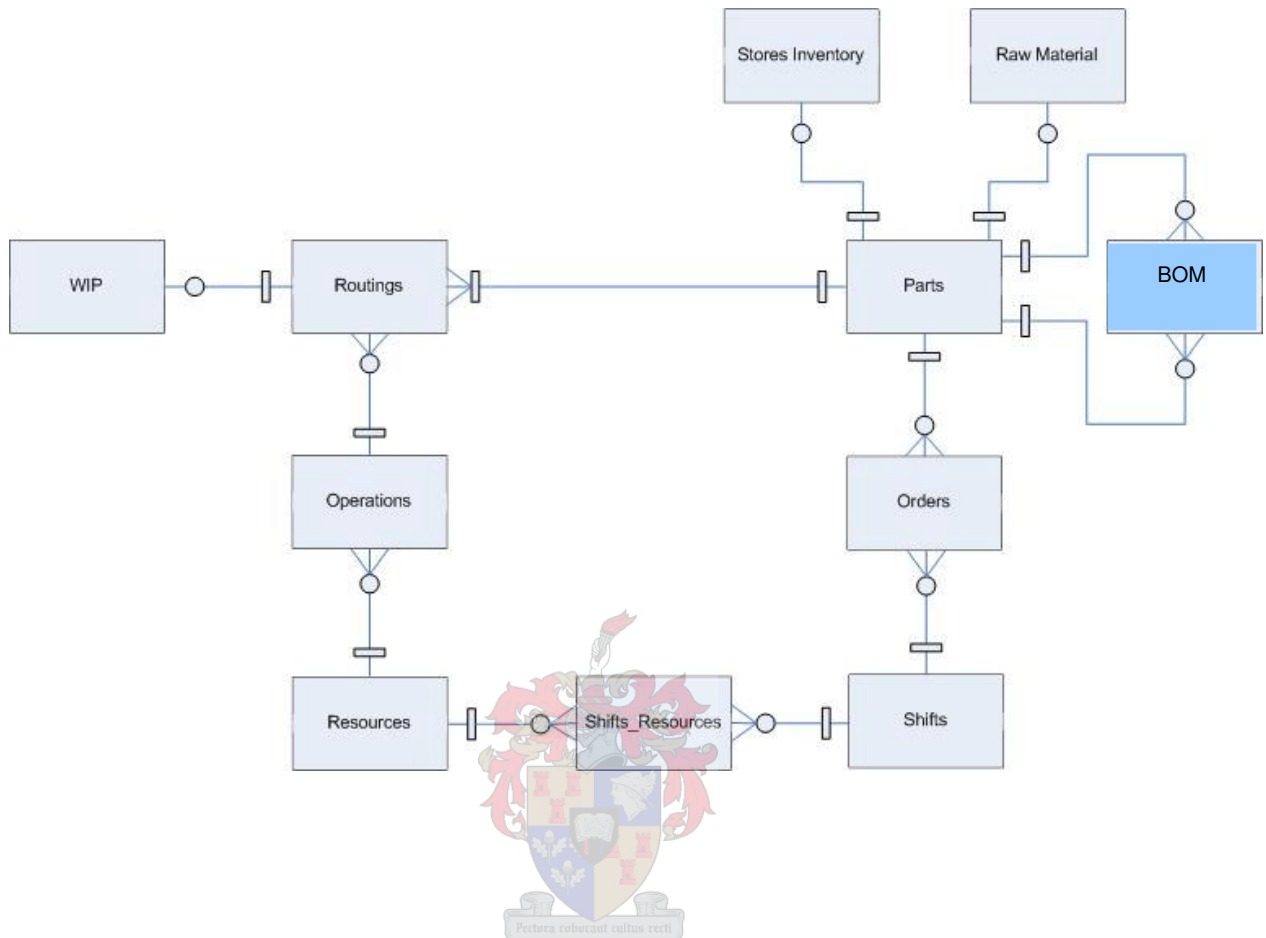 Stores Inventory
Raw Material
WIP
Routings
Parts
BOM
Operations
Orders
Resources
Shifts_Resources
Shifts
Pectora roborant cultus recti